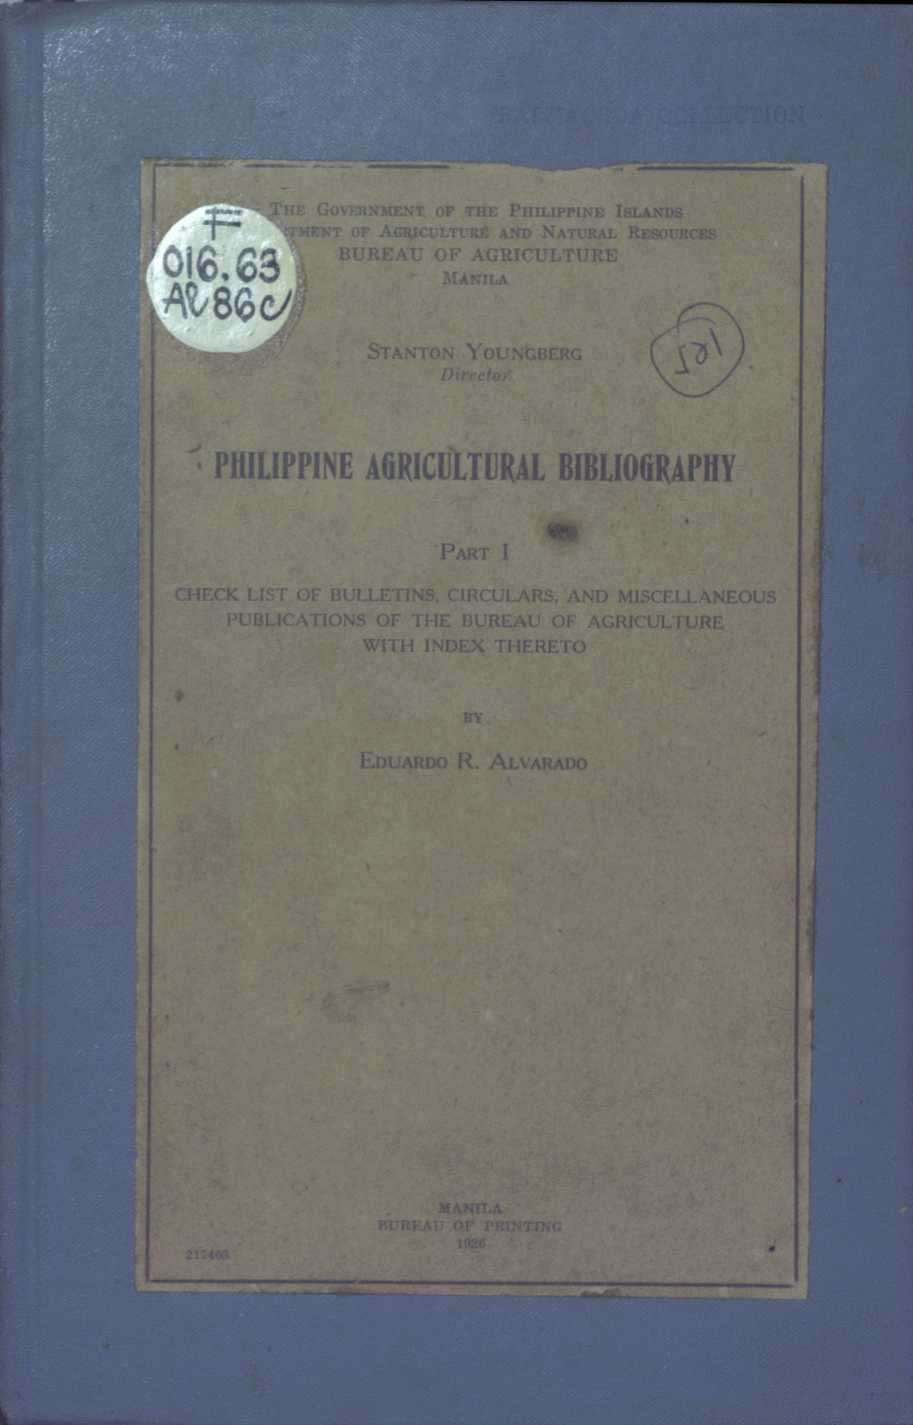 COLLECTION
THE GOVERNMENT OF THE PHILIPPINE ISLANDS
TMENT OF AGRICULTURE AND NATURAL RESOURCES
BUREAU OF AGRICULTURE
MANILA
F
016.63
Al86c
STANTON YOUNGBERG
Director
PHILIPPINE AGRICULTURAL BIBLIOGRAPHY
PART I
CHECK LIST OF BULLETINS, CIRCULARS, AND MISCELLANEOUS
PUBLICATIONS OF THE BUREAU OF AGRICULTURE
WITH INDEX THERETO
BY
EDUARDO R. ALVARADO
MANILA
BUREAU OF PRINTING
1926